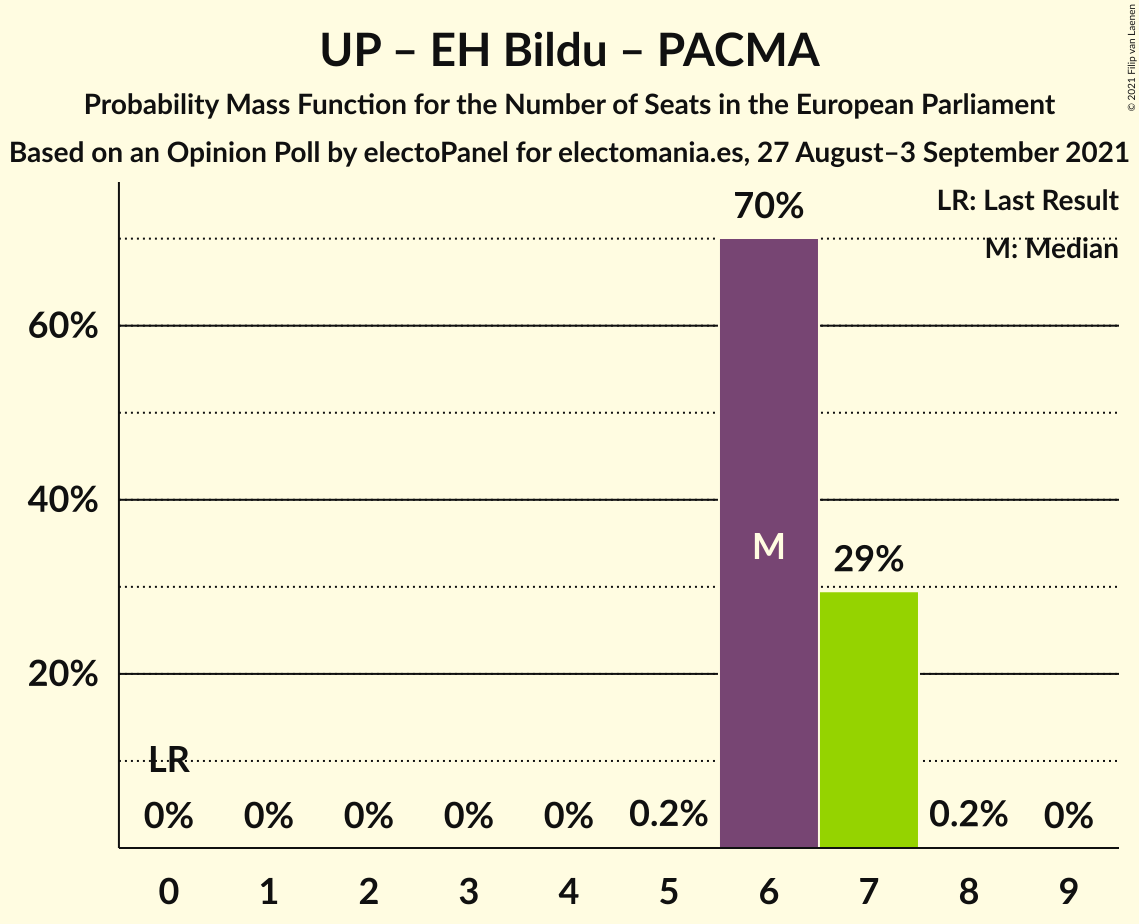 UP – EH Bildu – PACMA
Probability Mass Function for the Number of Seats in the European Parliament
Based on an Opinion Poll by electoPanel for electomania.es, 27 August–3 September 2021
© 2021 Filip van Laenen
LR: Last Result
M: Median
70%
60%
40%
M
29%
20%
LR
0% 0% 0% 0% 0% 0.2% 0.2% 0%
0 1 2 3 4 5 6 7 8 9